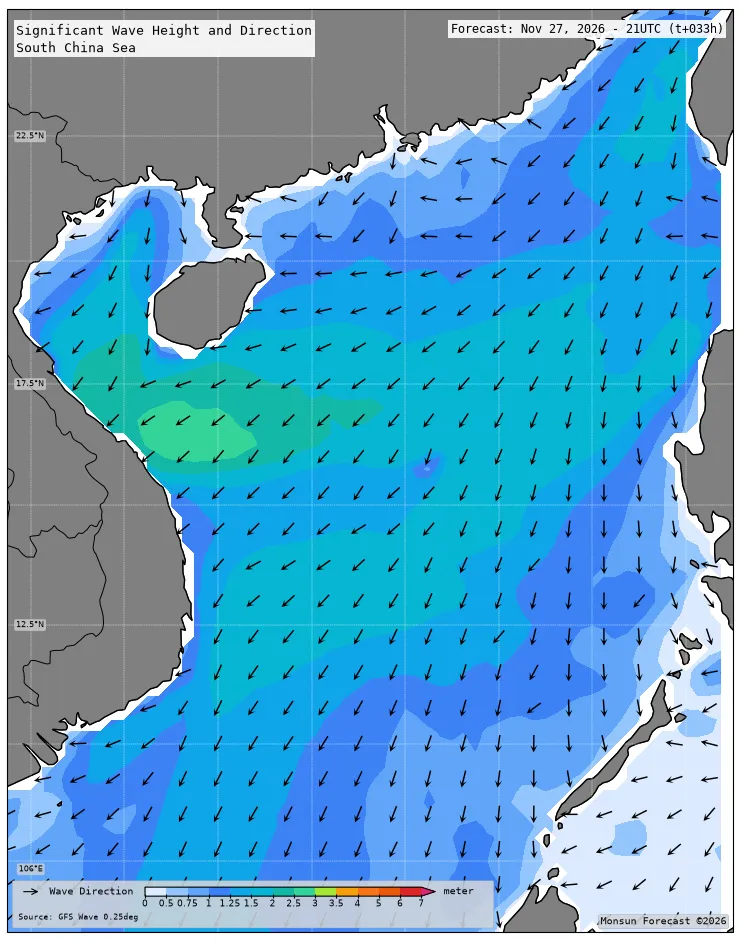 Significant Wave Height and Direction
South China Sea
Forecast: Nov 27, 2026 - 21UTC (t+033h)
22.5°N
17.5°N
12.5°N
106°E
Wave Direction
meter
0 0.5 0.75 1 1.25 1.5 2 2.5 3 3.5 4 5 6 7
Source: GFS Wave 0.25deg
Monsun Forecast ©2026